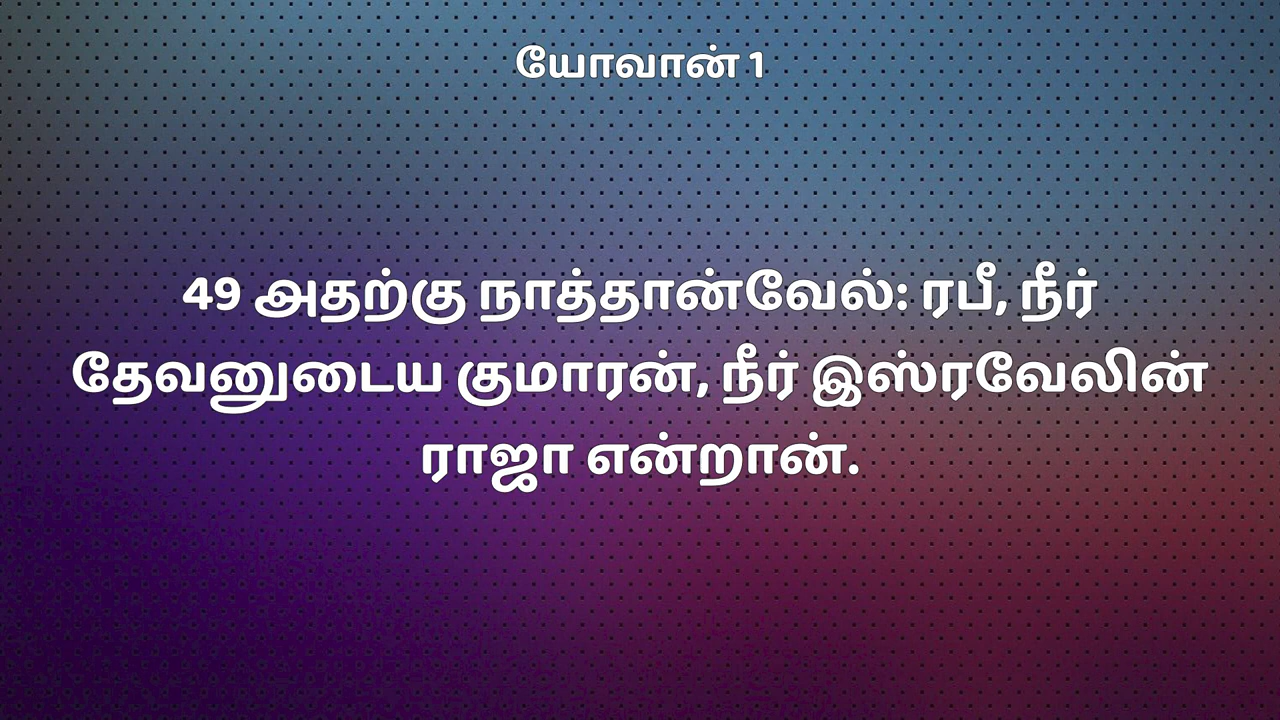 யோவான் 1
49 அதற்கு நாத்தான்வேல்: ரபீ, நீர்
தேவனுடைய குமாரன், நீர் இஸ்ரவேலின்
ராஜா என்றான்.